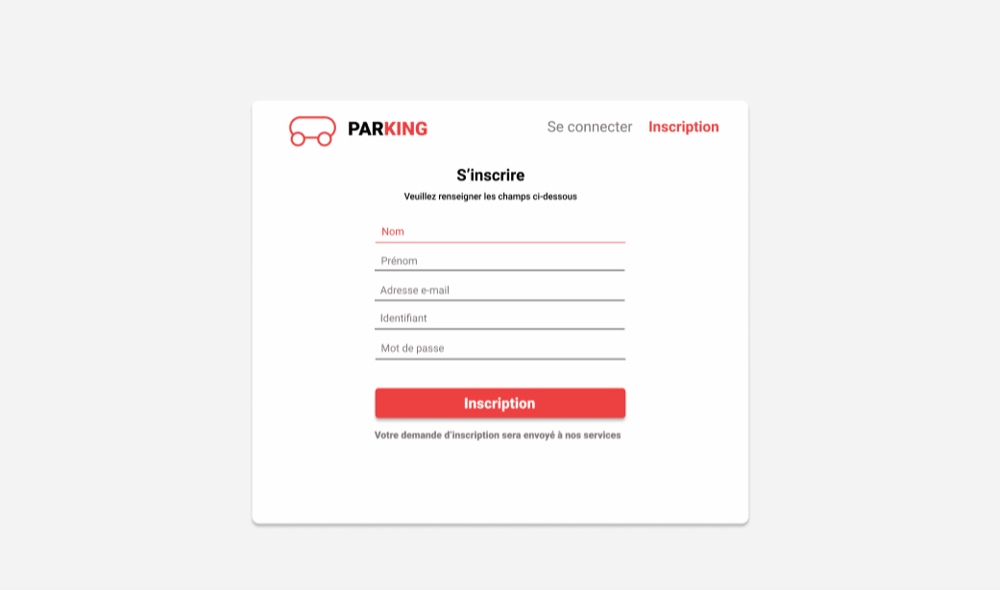 PARKING
Se connecter Inscription
S'inscrire
Veuillez renseigner les champs ci-dessous
Nom
Prénom
Adresse e-mail
Identifiant
Mot de passe
Inscription
Votre demande d'inscription sera envoyé à nos services